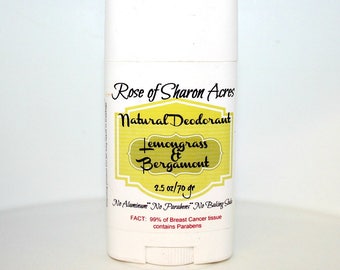 Rose of Sharon Acres
Natural Deodorant
Lemongrass
&
Bergamont
2.5 oz/70 gr
No Aluminum~No Parabens~No Baking Soda
FACT: 99% of Breast Cancer tissue
contains Parabens